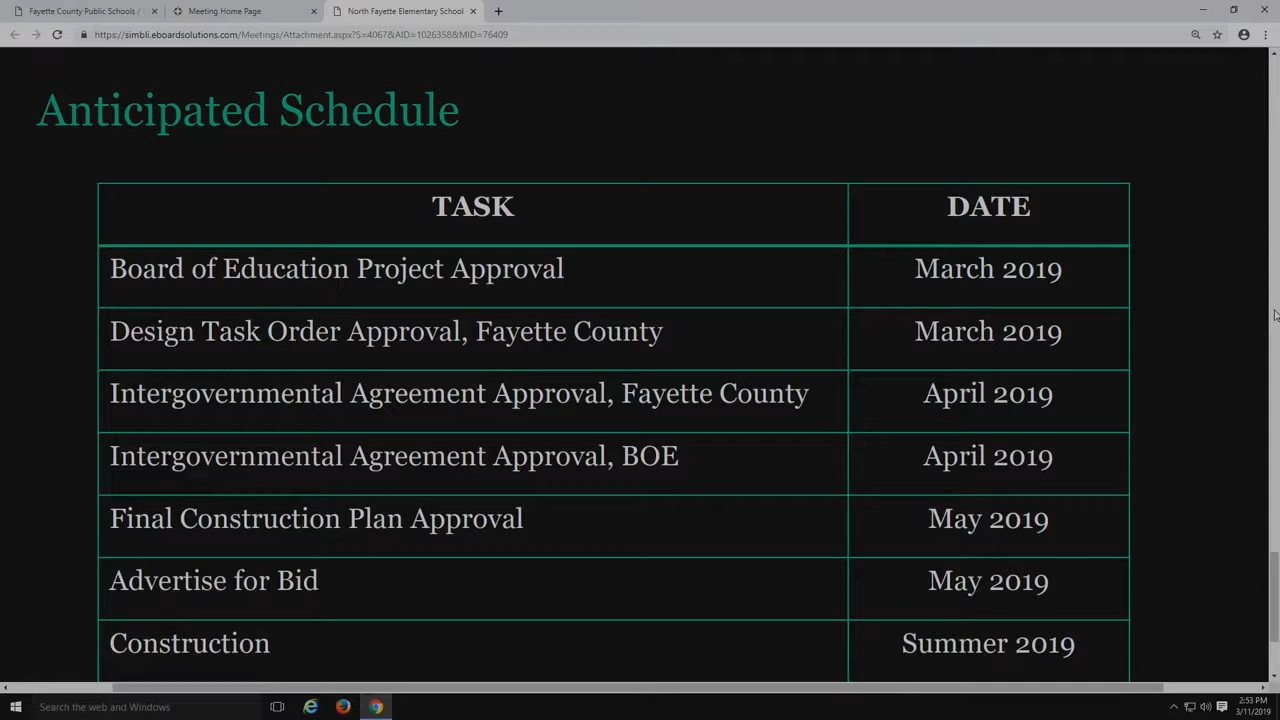 Fayette County Public Schools /
Meeting Home Page
North Fayette Elementary School
https://simbli.eboardsolutions.com/Meetings/Attachment.aspx?S=4067&AID=1026358&MID=76409
Anticipated Schedule
TASK DATE
Board of Education Project Approval March 2019
Design Task Order Approval, Fayette County March 2019
Intergovernmental Agreement Approval, Fayette County April 2019
Intergovernmental Agreement Approval, BOE April 2019
Final Construction Plan Approval May 2019
Advertise for Bid May 2019
Construction Summer 2019
Search the web and Windows
2:53 PM
3/11/2019